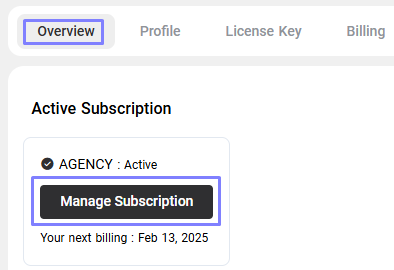 Overview Profile License Key Billing
Active Subscription
AGENCY : Active
Manage Subscription
Your next billing : Feb 13, 2025